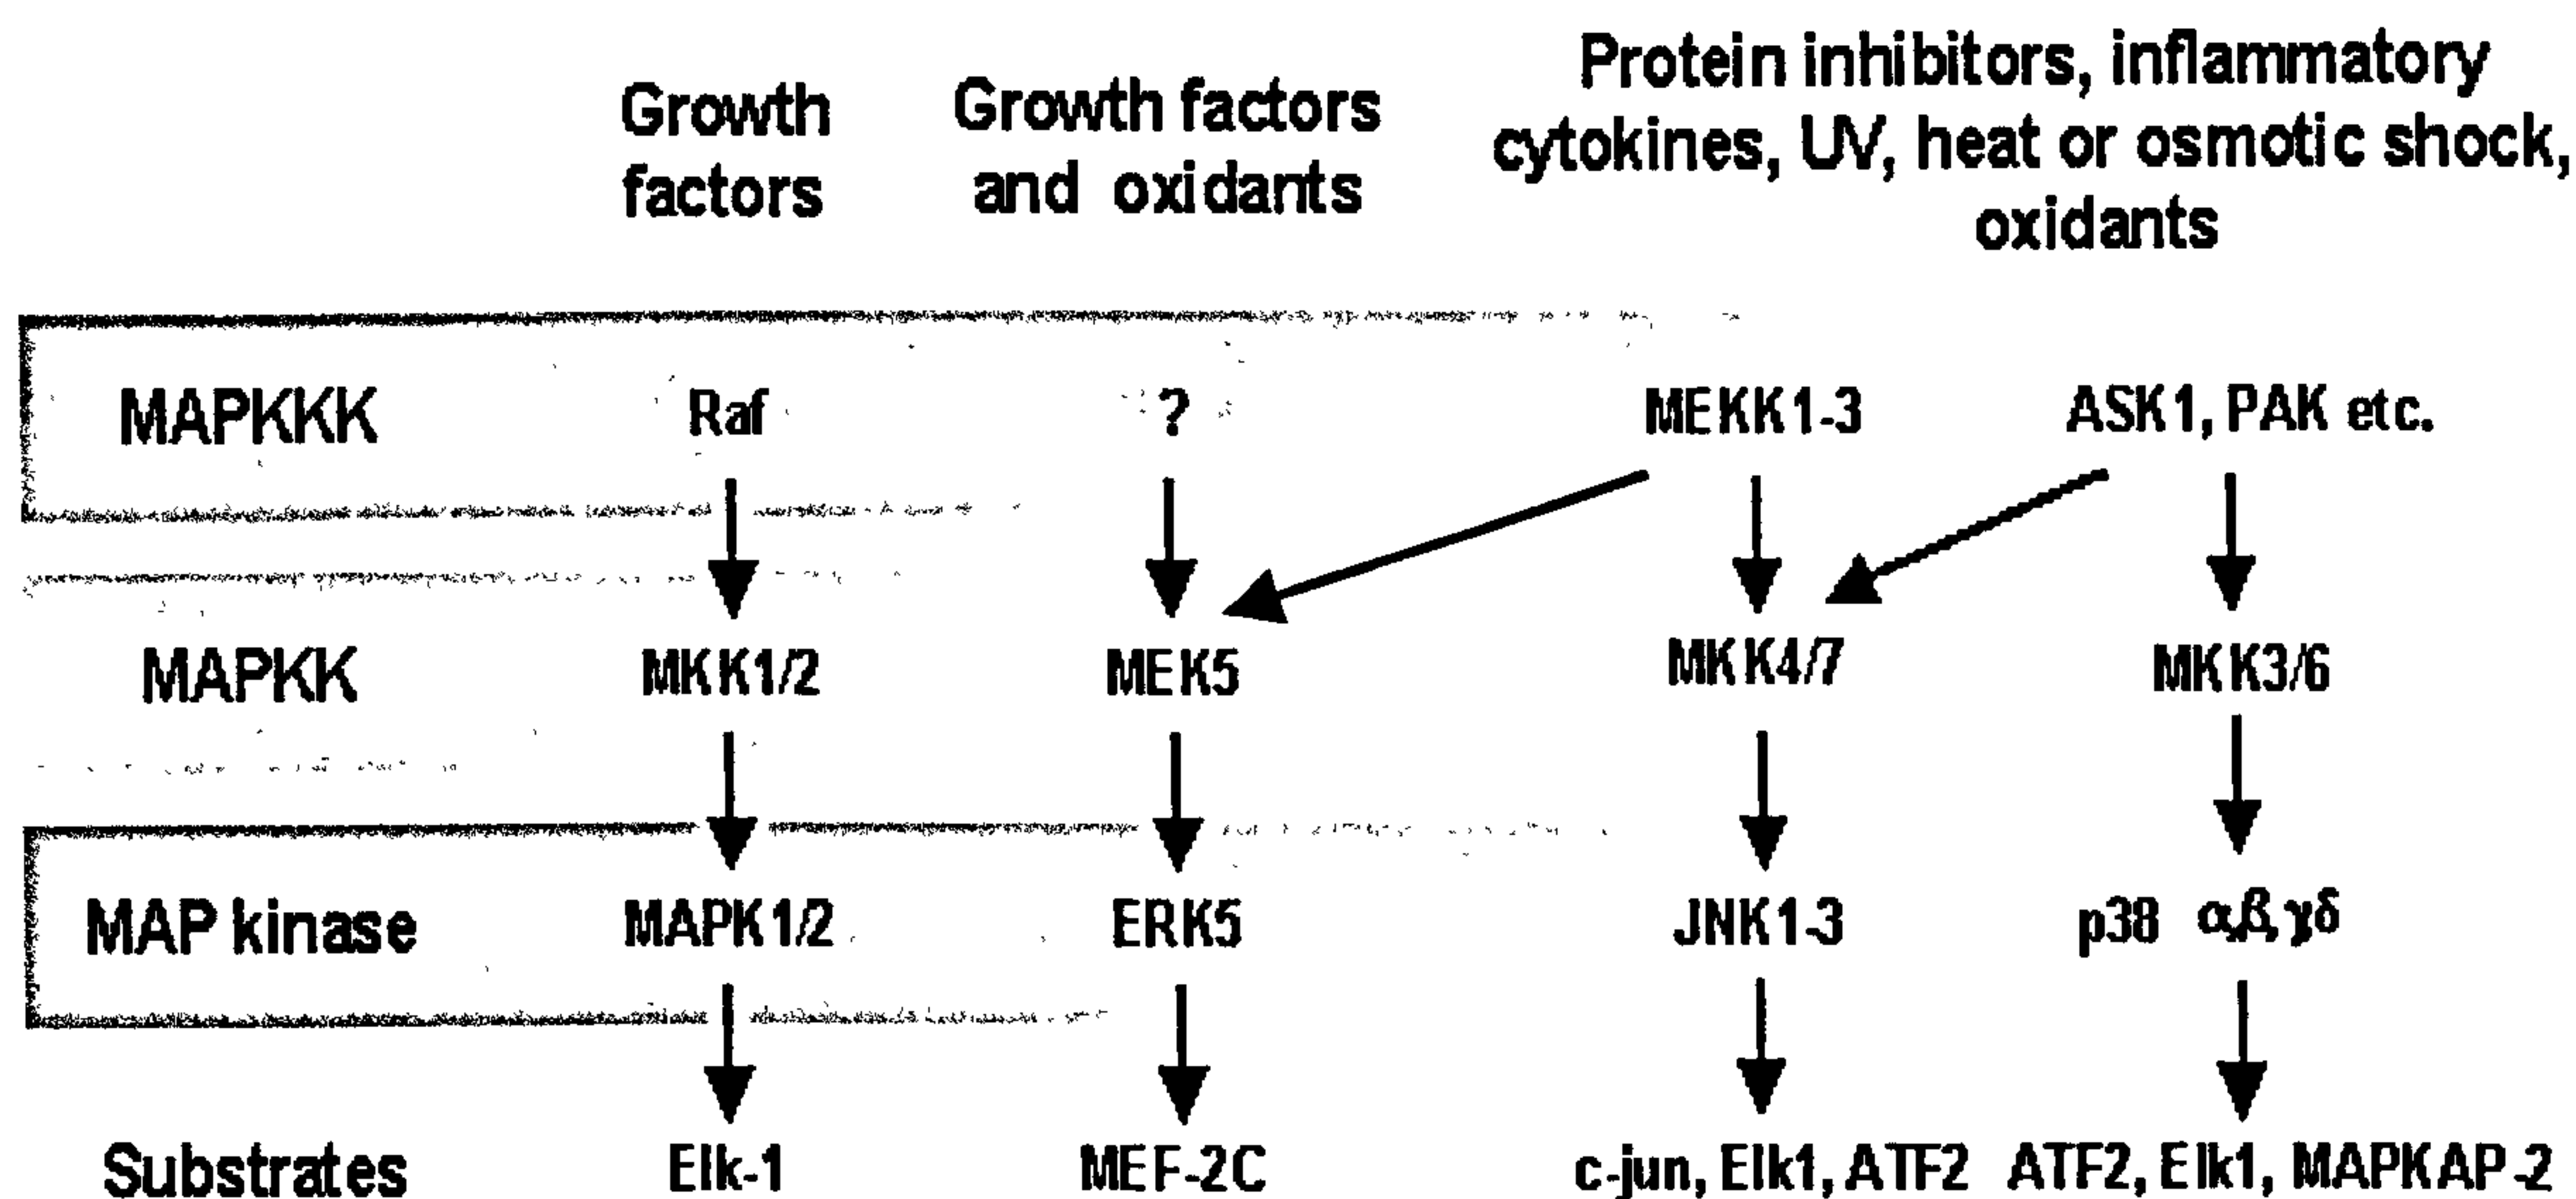 Growth
factors
Growth factors
and oxidants
Protein inhibitors, inflammatory
cytokines, UV, heat or osmotic shock,
oxidants
MAPKKK Raf ? MEKK1-3 ASK1, PAK etc.
MAPKK MKK1/2 MEK5 MKK4/7 MKK3/6
MAP kinase MAPK1/2 ERK5 JNK1-3 p38 α,β,γδ
Substrates Elk-1 MEF-2C c-jun, Elk1, ATF2 ATF2, Elk1, MAPKAP-2